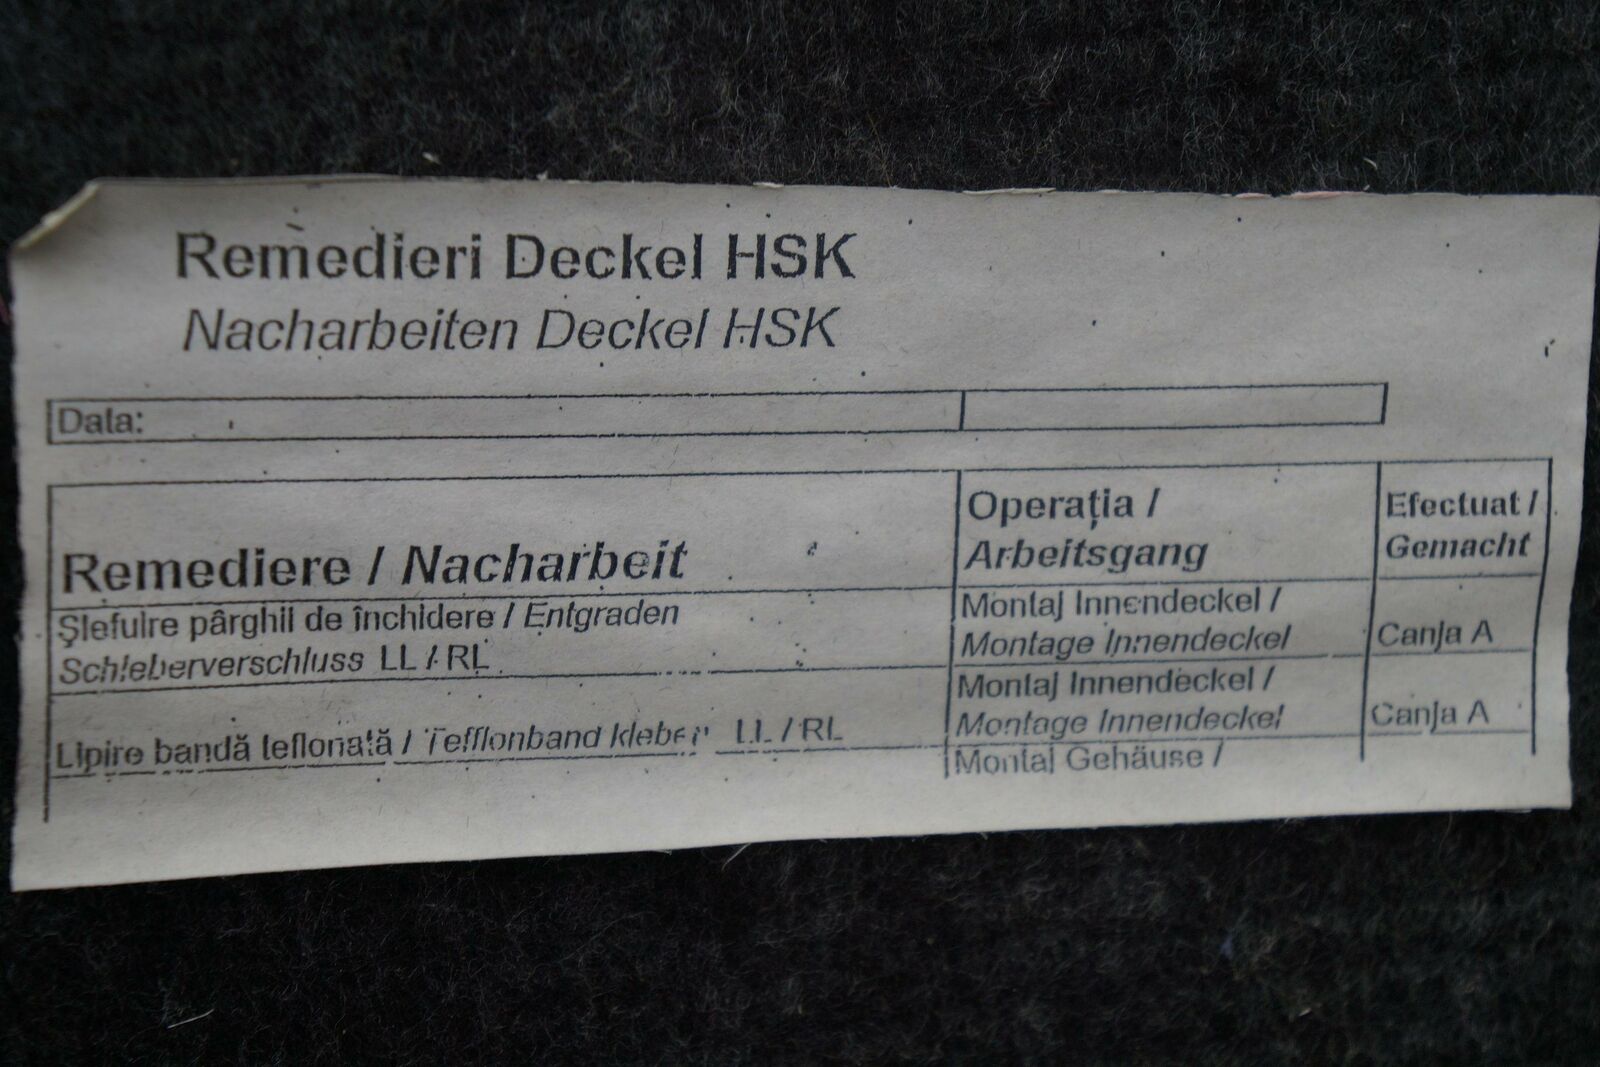 Remedieri Deckel HSK
Nacharbeiten Deckel HSK
Data:
Remediere / Nacharbeit
Operația /
Arbeitsgang
Efectuat /
Gemacht
Şlefuire pârghii de închidere / Entgraden
Schieberverschluss LL / RL
Montaj Innendeckel /
Montage Innendeckel
Canja A
Lipire bandă teflonată / Tefflonband kleben LL / RL
Montaj Innendeckel /
Montage Innendeckel
Canja A
Montaj Gehäuse /